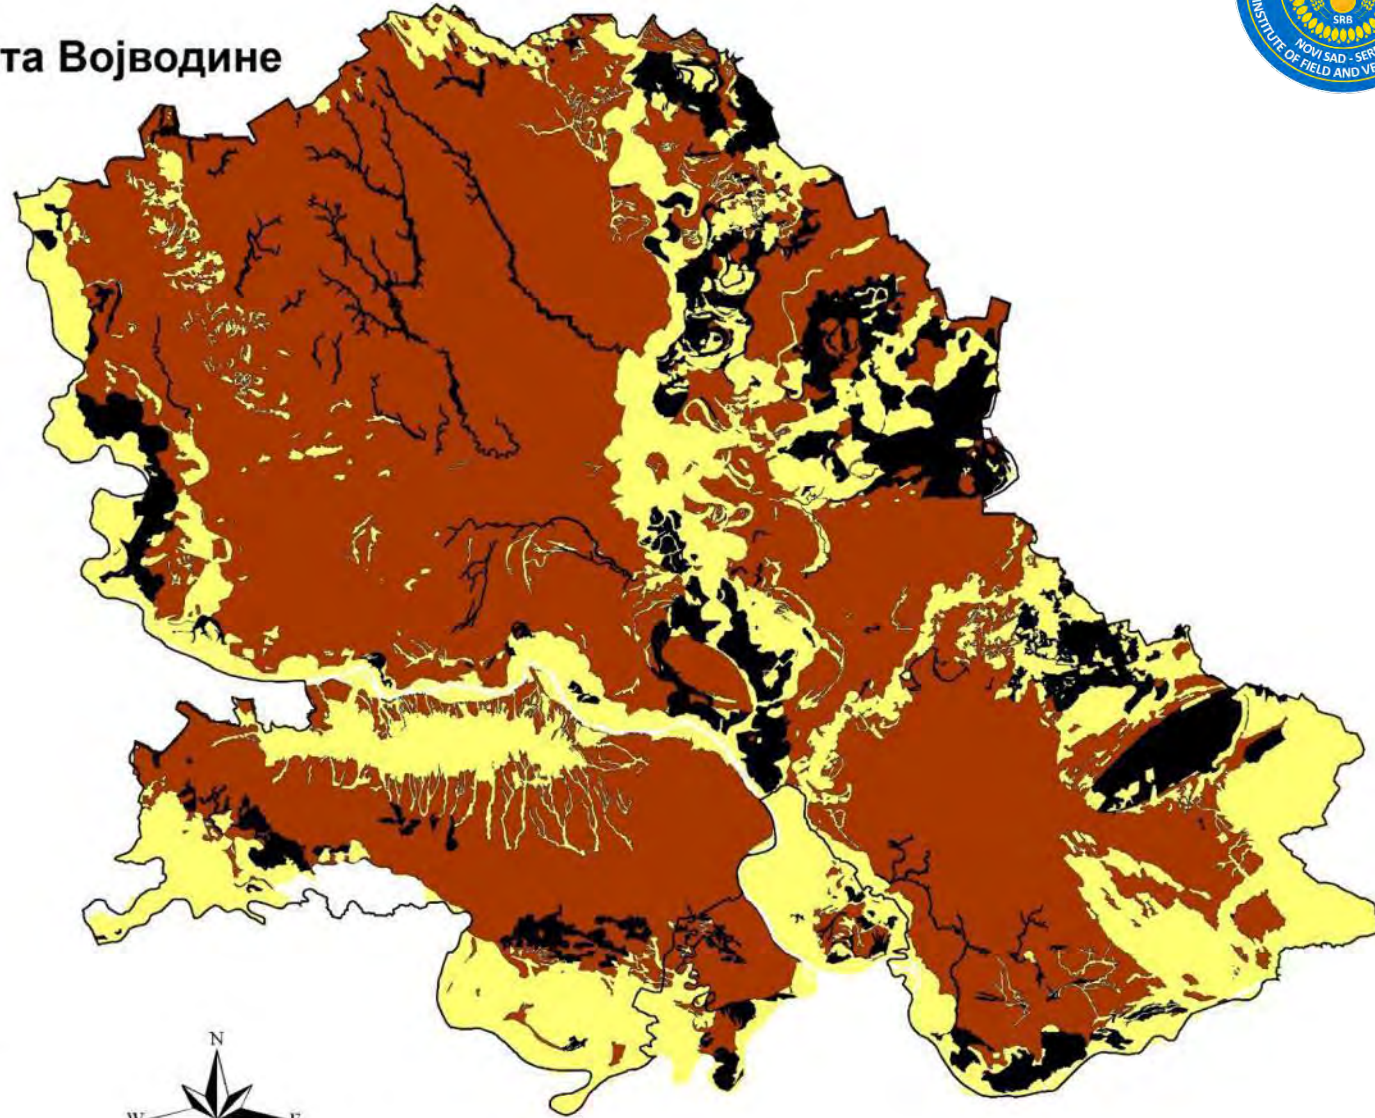 та Војводине
SRB
NOVI SAD - SER
INSTITUTE OF FIELD AND VE
N
W
E